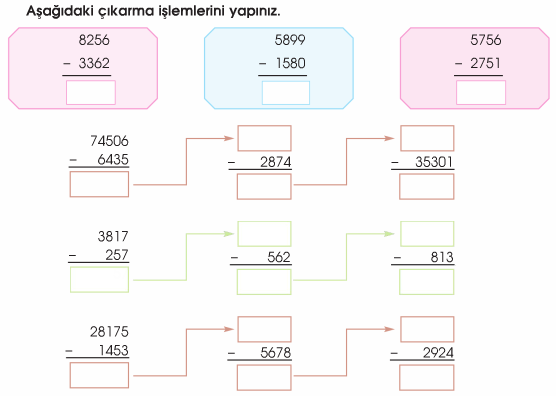 Aşağıdaki çıkarma işlemlerini yapınız.
8256 5899 5756
– 3362 – 1580 – 2751
74506
– 6435 – 2874 – 35301
3817
– 257 – 562 – 813
28175
– 1453 – 5678 – 2924